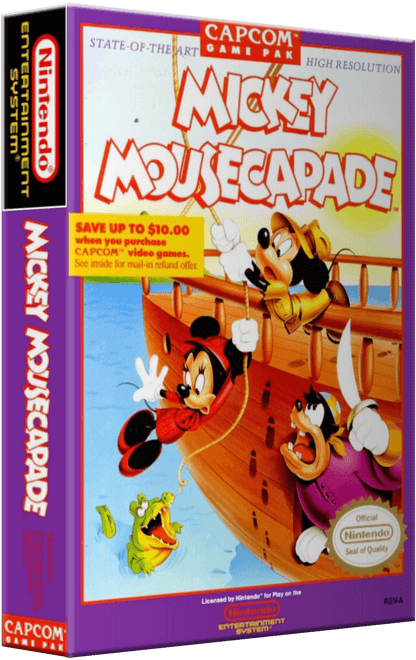 CAPCOM™
GAME PAK
STATE-OF-THE-ART
HIGH RESOLUTION
MICKEY
MOUSECAPADE™
SAVE UP TO $10.00
when you purchase
CAPCOM™ video games.
See inside for mail-in refund offer.
Official
Nintendo
Seal of Quality
Licensed by Nintendo® for Play on the
Nintendo
ENTERTAINMENT
SYSTEM®
REV-A
Nintendo®
ENTERTAINMENT
SYSTEM®
MICKEY MOUSECAPADE
CAPCOM
GAME PAK